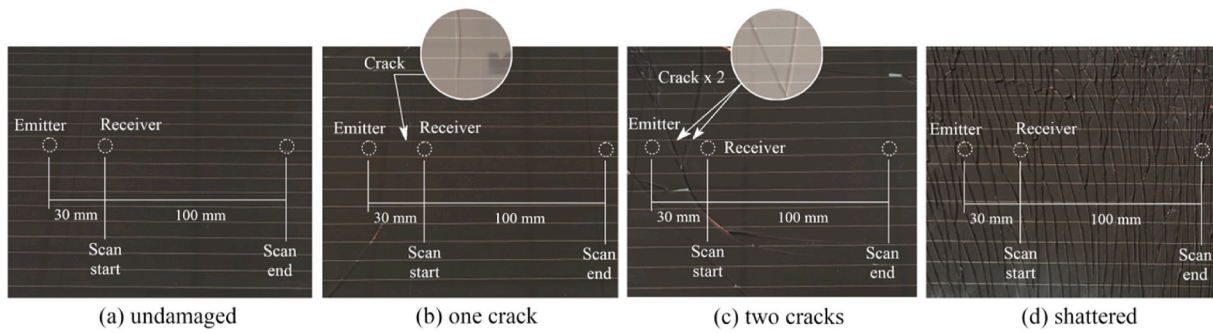 Emitter
Receiver
30 mm
100 mm
Scan
start
Scan
end
(a) undamaged
Crack
Emitter
Receiver
30 mm
100 mm
Scan
start
Scan
end
(b) one crack
Crack x 2
Emitter
Receiver
30 mm
100 mm
Scan
start
Scan
end
(c) two cracks
Emitter
Receiver
30 mm
100 mm
Scan
start
Scan
end
(d) shattered